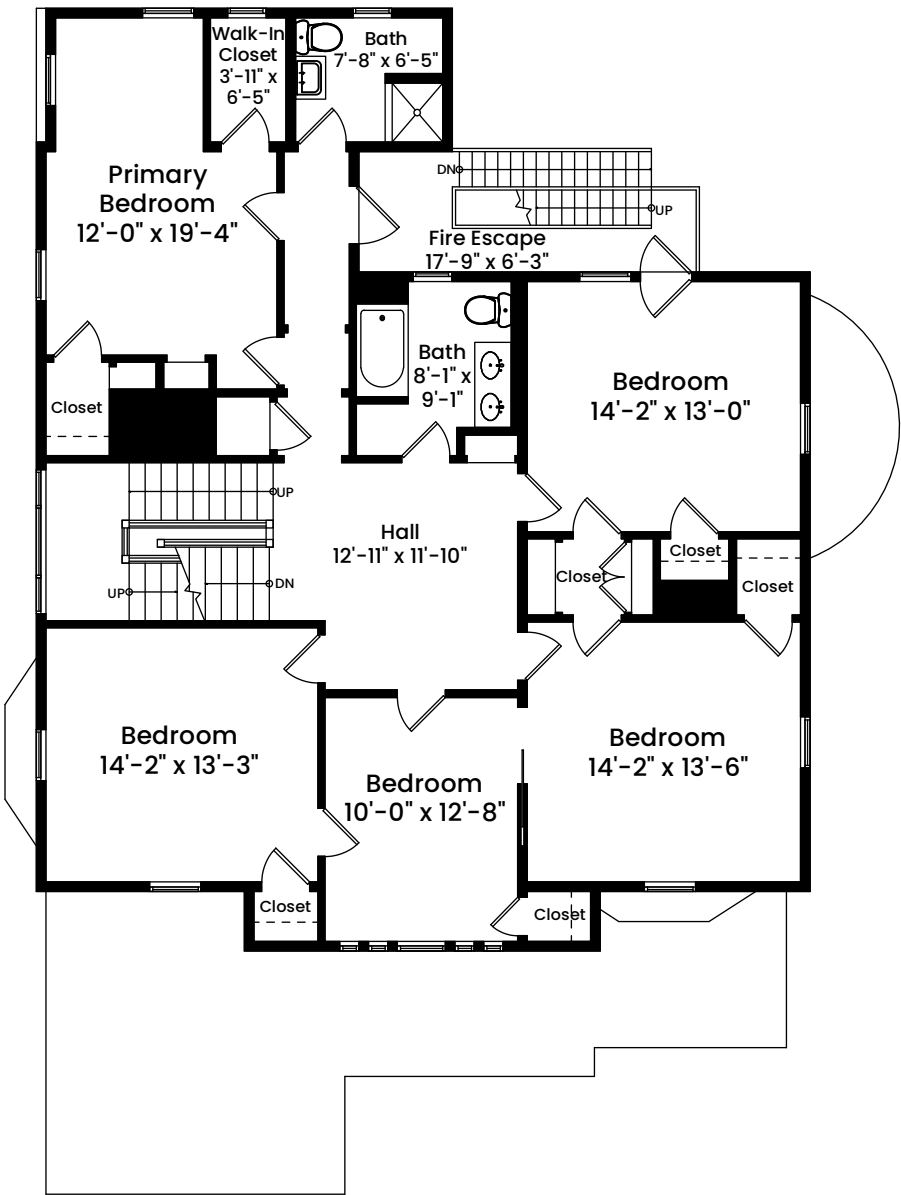 Walk-In
Closet
3'-11" x
6'-5"
Bath
7'-8" x 6'-5"
Primary
Bedroom
12'-0" x 19'-4"
DN
UP
Fire Escape
17'-9" x 6'-3"
Bath
8'-1" x
9'-1"
Bedroom
14'-2" x 13'-0"
Closet
UP
Hall
12'-11" x 11'-10"
Closet
Closet
Closet
UP
DN
Bedroom
14'-2" x 13'-3"
Bedroom
10'-0" x 12'-8"
Bedroom
14'-2" x 13'-6"
Closet
Closet